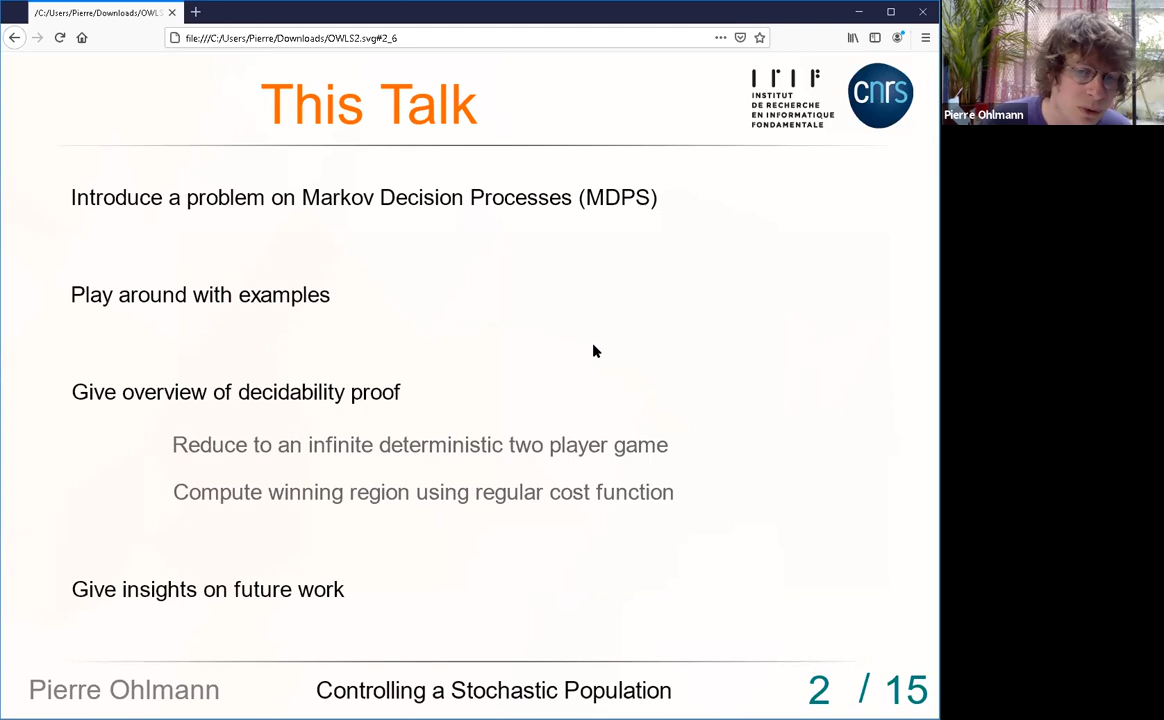 /C:/Users/Pierre/Downloads/OWLS
file:///C:/Users/Pierre/Downloads/OWLS2.svg#2_6
This Talk
INSTITUT
DE RECHERCHE
EN INFORMATIQUE
FONDAMENTALE
cnrs
Pierre Ohlmann
Introduce a problem on Markov Decision Processes (MDPS)
Play around with examples
Give overview of decidability proof
Reduce to an infinite deterministic two player game
Compute winning region using regular cost function
Give insights on future work
Pierre Ohlmann
Controlling a Stochastic Population
2 / 15